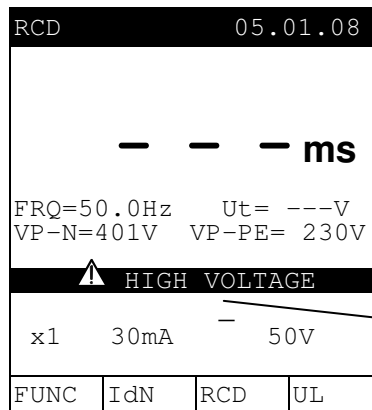 RCD 05.01.08
– – – ms
FRQ=50.0Hz Ut= ---V
VP-N=401V VP-PE= 230V
HIGH VOLTAGE
x1 30mA 50V
FUNC IdN RCD UL